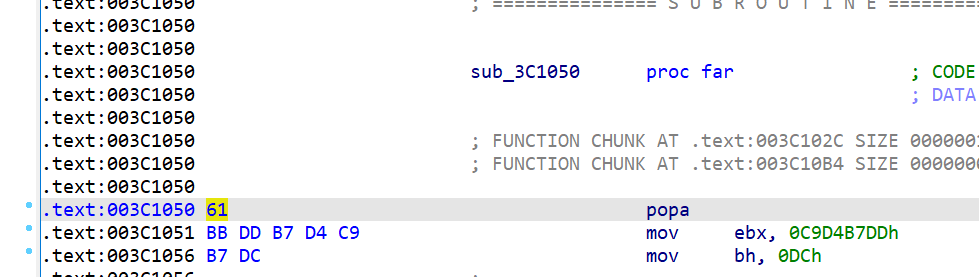 .text:003C1050 ; =============== S U B R O U T I N E =========
.text:003C1050
.text:003C1050
.text:003C1050 sub_3C1050 proc far ; CODE
.text:003C1050 ; DATA
.text:003C1050
.text:003C1050 ; FUNCTION CHUNK AT .text:003C102C SIZE 0000001
.text:003C1050 ; FUNCTION CHUNK AT .text:003C10B4 SIZE 0000000
.text:003C1050
.text:003C1050 61 popa
.text:003C1051 BB DD B7 D4 C9 mov ebx, 0C9D4B7DDh
.text:003C1056 B7 DC mov bh, 0DCh
.text:003C1056 ;